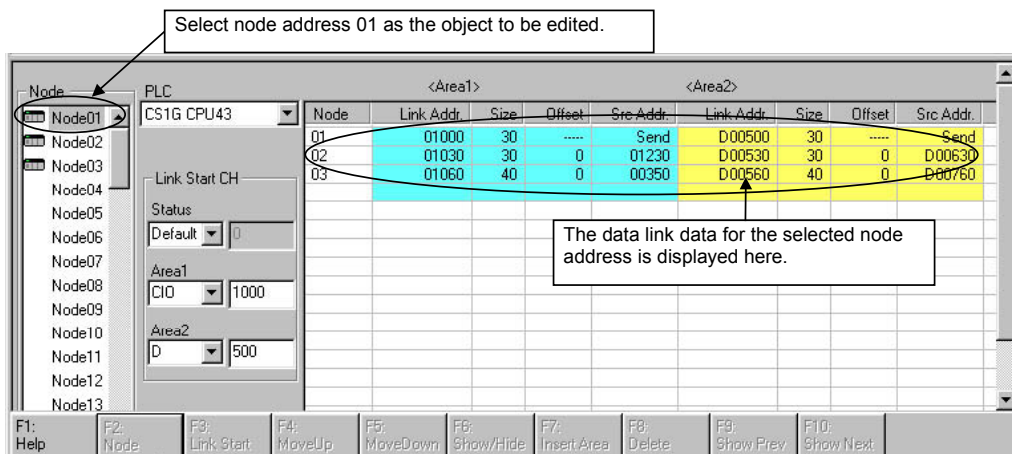 Select node address 01 as the object to be edited.
<Area1> <Area2>
Node PLC
CS1G CPU43
Node Link Addr. Size Offset Src Addr. Link Addr. Size Offset Src Addr.
01 01000 30 ----- Send D00500 30 ----- Send
02 01030 30 0 01230 D00530 30 0 D00630
03 01060 40 0 00350 D00560 40 0 D00760
Node01
Node02
Node03
Node04
Node05
Node06
Node07
Node08
Node09
Node10
Node11
Node12
Node13
Link Start CH
Status
Default 0
Area1
CIO 1000
Area2
D 500
The data link data for the selected node
address is displayed here.
F1: F2: F3: F4: F5: F6: F7: F8: F9: F10:
Help Node Link Start MoveUp MoveDown Show/Hide Insert Area Delete Show Prev Show Next